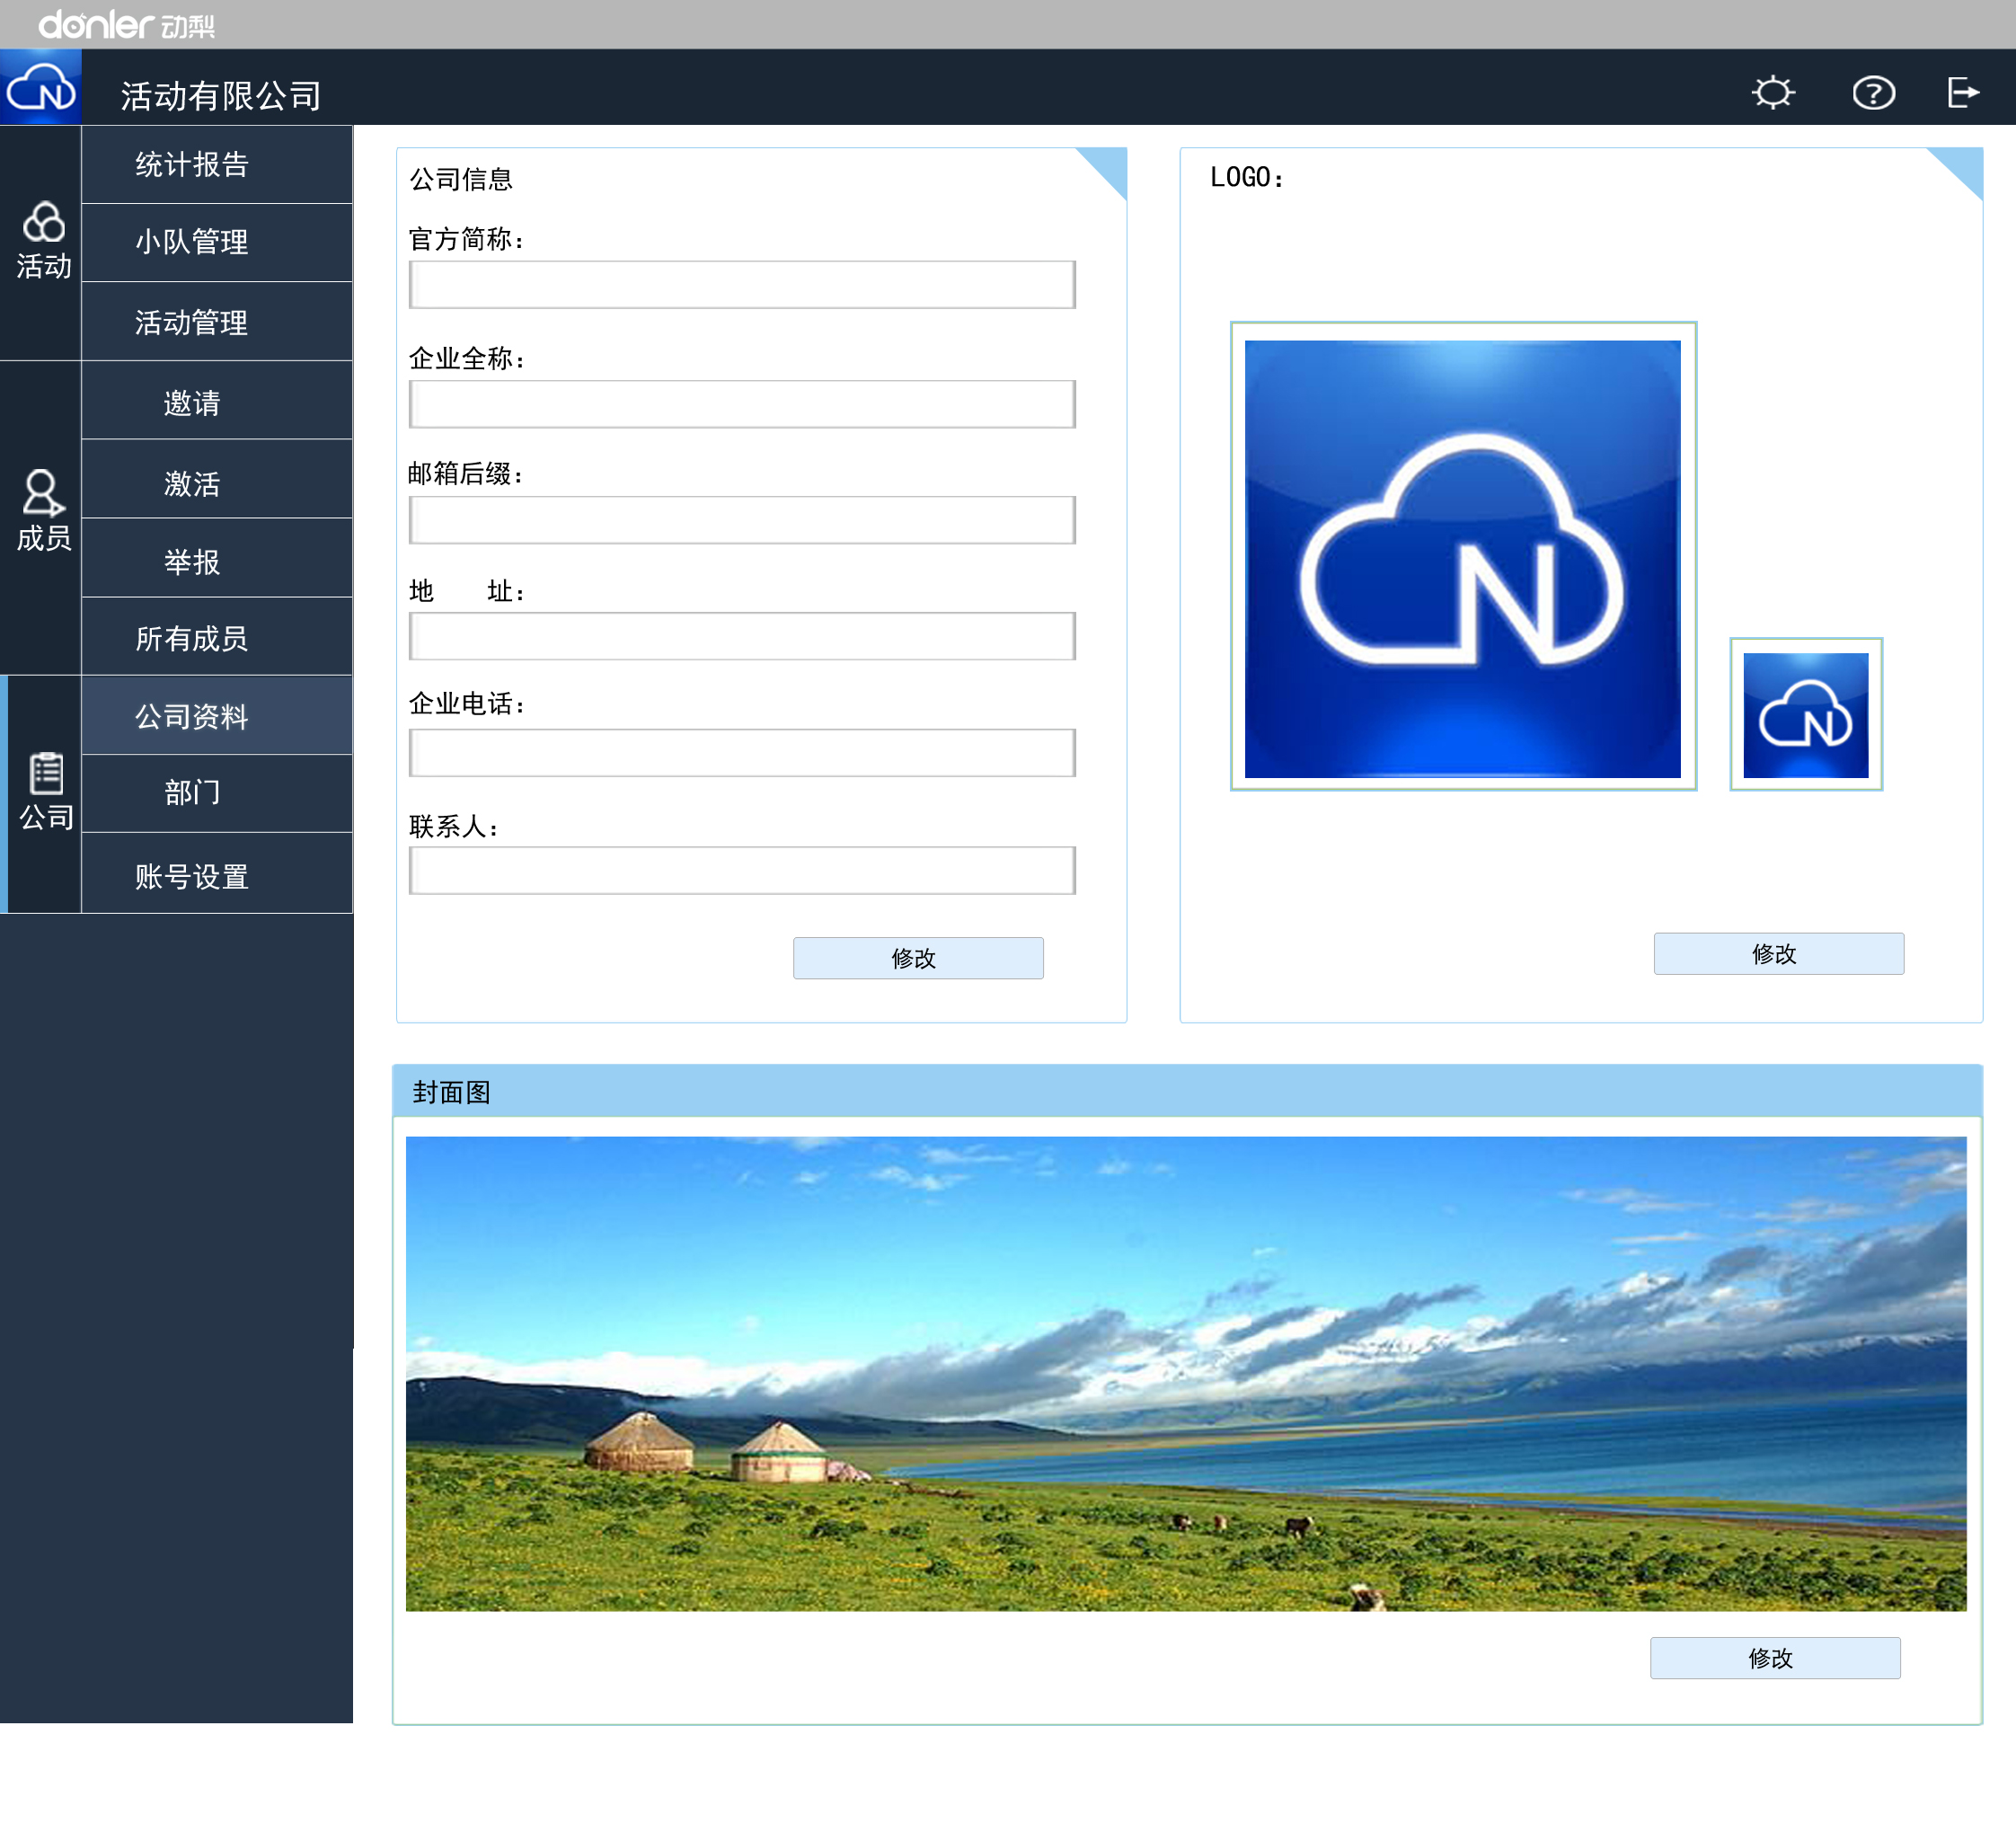 donler 动梨
活动有限公司
活动
统计报告
小队管理
活动管理
成员
邀请
激活
举报
所有成员
公司
公司资料
部门
账号设置
公司信息
官方简称：
企业全称：
邮箱后缀：
地　　址：
企业电话：
联系人：
修改
LOGO：
N
N
修改
封面图
修改